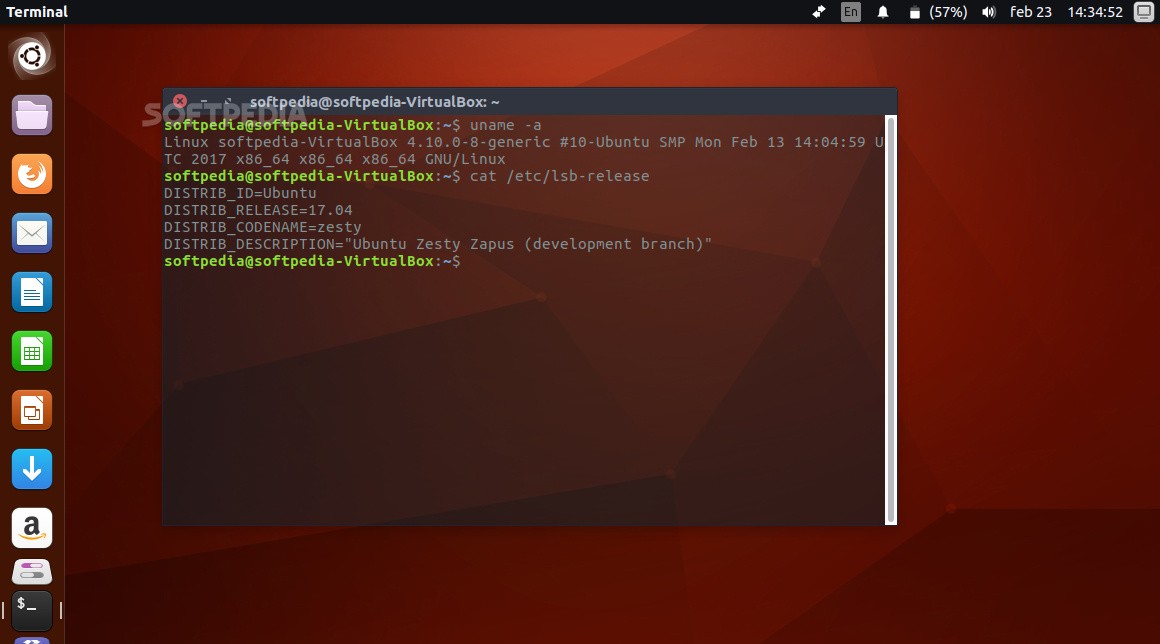 Terminal
En
(57%)
feb 23
14:34:52
softpedia@softpedia-VirtualBox: ~
SOFTPEDIA
softpedia@softpedia-VirtualBox:~$ uname -a
Linux softpedia-VirtualBox 4.10.0-8-generic #10-Ubuntu SMP Mon Feb 13 14:04:59 U
TC 2017 x86_64 x86_64 x86_64 GNU/Linux
softpedia@softpedia-VirtualBox:~$ cat /etc/lsb-release
DISTRIB_ID=Ubuntu
DISTRIB_RELEASE=17.04
DISTRIB_CODENAME=zesty
DISTRIB_DESCRIPTION="Ubuntu Zesty Zapus (development branch)"
softpedia@softpedia-VirtualBox:~$
a
$_